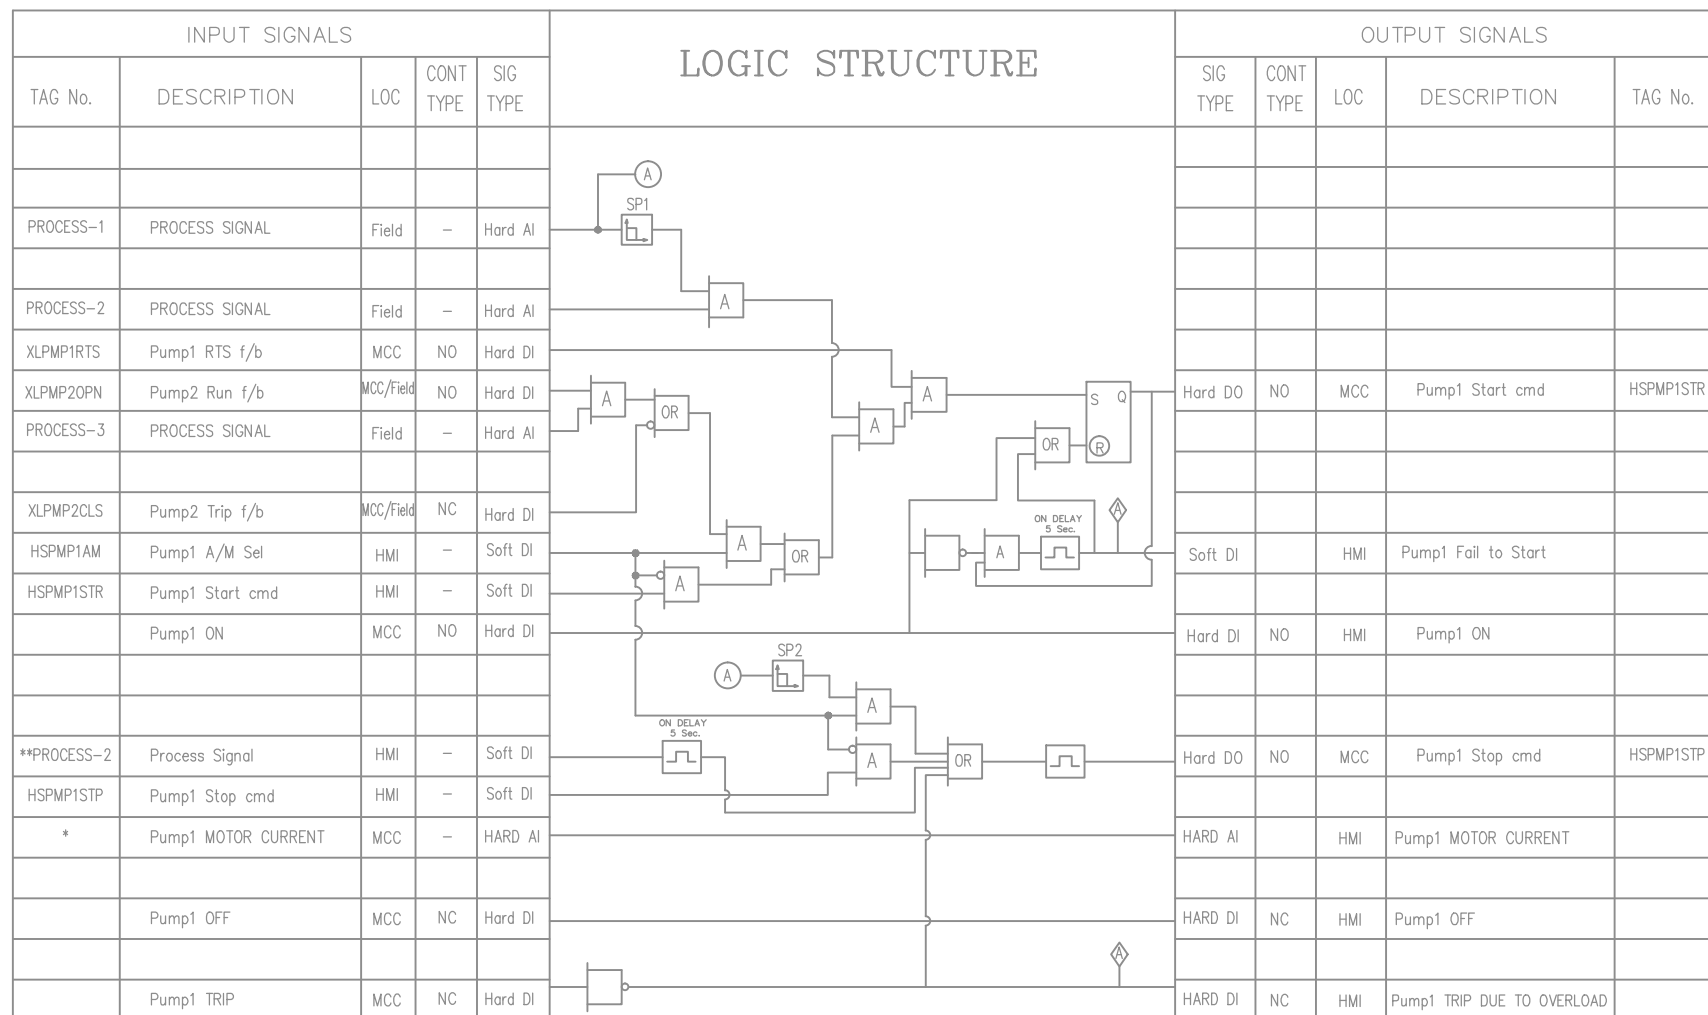 INPUT SIGNALS
LOGIC STRUCTURE
OUTPUT SIGNALS
TAG No. DESCRIPTION LOC CONT TYPE SIG TYPE
SIG TYPE CONT TYPE LOC DESCRIPTION TAG No.
A
SP1
PROCESS-1 PROCESS SIGNAL Field - Hard AI
A
PROCESS-2 PROCESS SIGNAL Field - Hard AI
XLPMP1RTS Pump1 RTS f/b MCC NO Hard DI
XLPMP2OPN Pump2 Run f/b MCC/Field NO Hard DI
A OR A S Q
Hard DO NO MCC Pump1 Start cmd HSPMP1STR
PROCESS-3 PROCESS SIGNAL Field - Hard AI
A OR R
XLPMP2CLS Pump2 Trip f/b MCC/Field NC Hard DI
A
ON DELAY
5 Sec.
HSPMP1AM Pump1 A/M Sel HMI - Soft DI
A OR A
Soft DI HMI Pump1 Fail to Start
HSPMP1STR Pump1 Start cmd HMI - Soft DI
A
Pump1 ON MCC NO Hard DI
Hard DI NO HMI Pump1 ON
SP2
A
A
ON DELAY
5 Sec.
**PROCESS-2 Process Signal HMI - Soft DI
A OR
Hard DO NO MCC Pump1 Stop cmd HSPMP1STP
HSPMP1STP Pump1 Stop cmd HMI - Soft DI
* Pump1 MOTOR CURRENT MCC - HARD AI
HARD AI HMI Pump1 MOTOR CURRENT
Pump1 OFF MCC NC Hard DI
HARD DI NC HMI Pump1 OFF
A
Pump1 TRIP MCC NC Hard DI
HARD DI NC HMI Pump1 TRIP DUE TO OVERLOAD